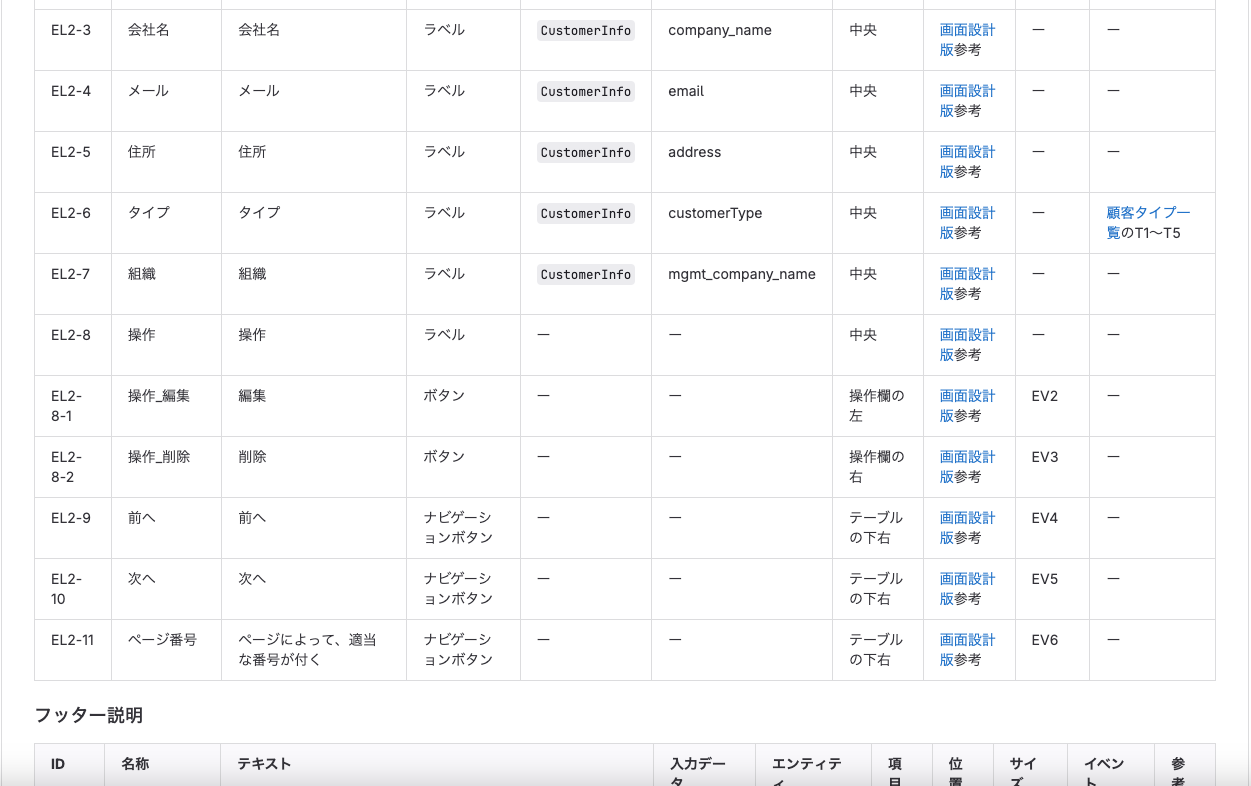 EL2-3 会社名 会社名 ラベル CustomerInfo company_name 中央 画面設計 ー ー
版参考
EL2-4 メール メール ラベル CustomerInfo email 中央 画面設計 ー ー
版参考
EL2-5 住所 住所 ラベル CustomerInfo address 中央 画面設計 ー ー
版参考
EL2-6 タイプ タイプ ラベル CustomerInfo customerType 中央 画面設計 ー 顧客タイプ一
版参考 覧のT1〜T5
EL2-7 組織 組織 ラベル CustomerInfo mgmt_company_name 中央 画面設計 ー ー
版参考
EL2-8 操作 操作 ラベル ー ー 中央 画面設計 ー ー
版参考
EL2- 操作_編集 編集 ボタン ー ー 操作欄の 画面設計 EV2 ー
8-1 左 版参考
EL2- 操作_削除 削除 ボタン ー ー 操作欄の 画面設計 EV3 ー
8-2 右 版参考
EL2-9 前へ 前へ ナビゲーシ ー ー テーブル 画面設計 EV4 ー
ョンボタン の下右 版参考
EL2- 次へ 次へ ナビゲーシ ー ー テーブル 画面設計 EV5 ー
10 ョンボタン の下右 版参考
EL2-11 ページ番号 ページによって、適当 ナビゲーシ ー ー テーブル 画面設計 EV6 ー
な番号が付く ョンボタン の下右 版参考
フッター説明
ID 名称 テキスト 入力デー エンティテ 項 位 サイ イベン 参
タ ィ 目 置 ズ ト 考